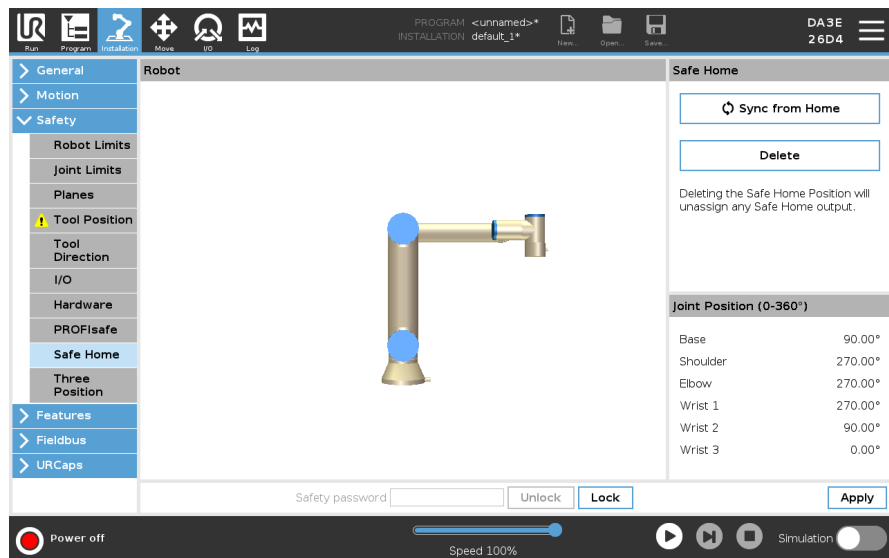 Run
Program
Installation
Move
I/O
Log
PROGRAM <unnamed>*
INSTALLATION default_1*
New...
Open...
Save...
DA3E
26D4
General
Motion
Safety
Robot Limits
Joint Limits
Planes
Tool Position
Tool
Direction
I/O
Hardware
PROFIsafe
Safe Home
Three
Position
Features
Fieldbus
URCaps
Robot
Safe Home
Sync from Home
Delete
Deleting the Safe Home Position will
unassign any Safe Home output.
Joint Position (0-360°)
Base 90.00°
Shoulder 270.00°
Elbow 270.00°
Wrist 1 270.00°
Wrist 2 90.00°
Wrist 3 0.00°
Safety password Unlock Lock Apply
Power off
Speed 100%
Simulation